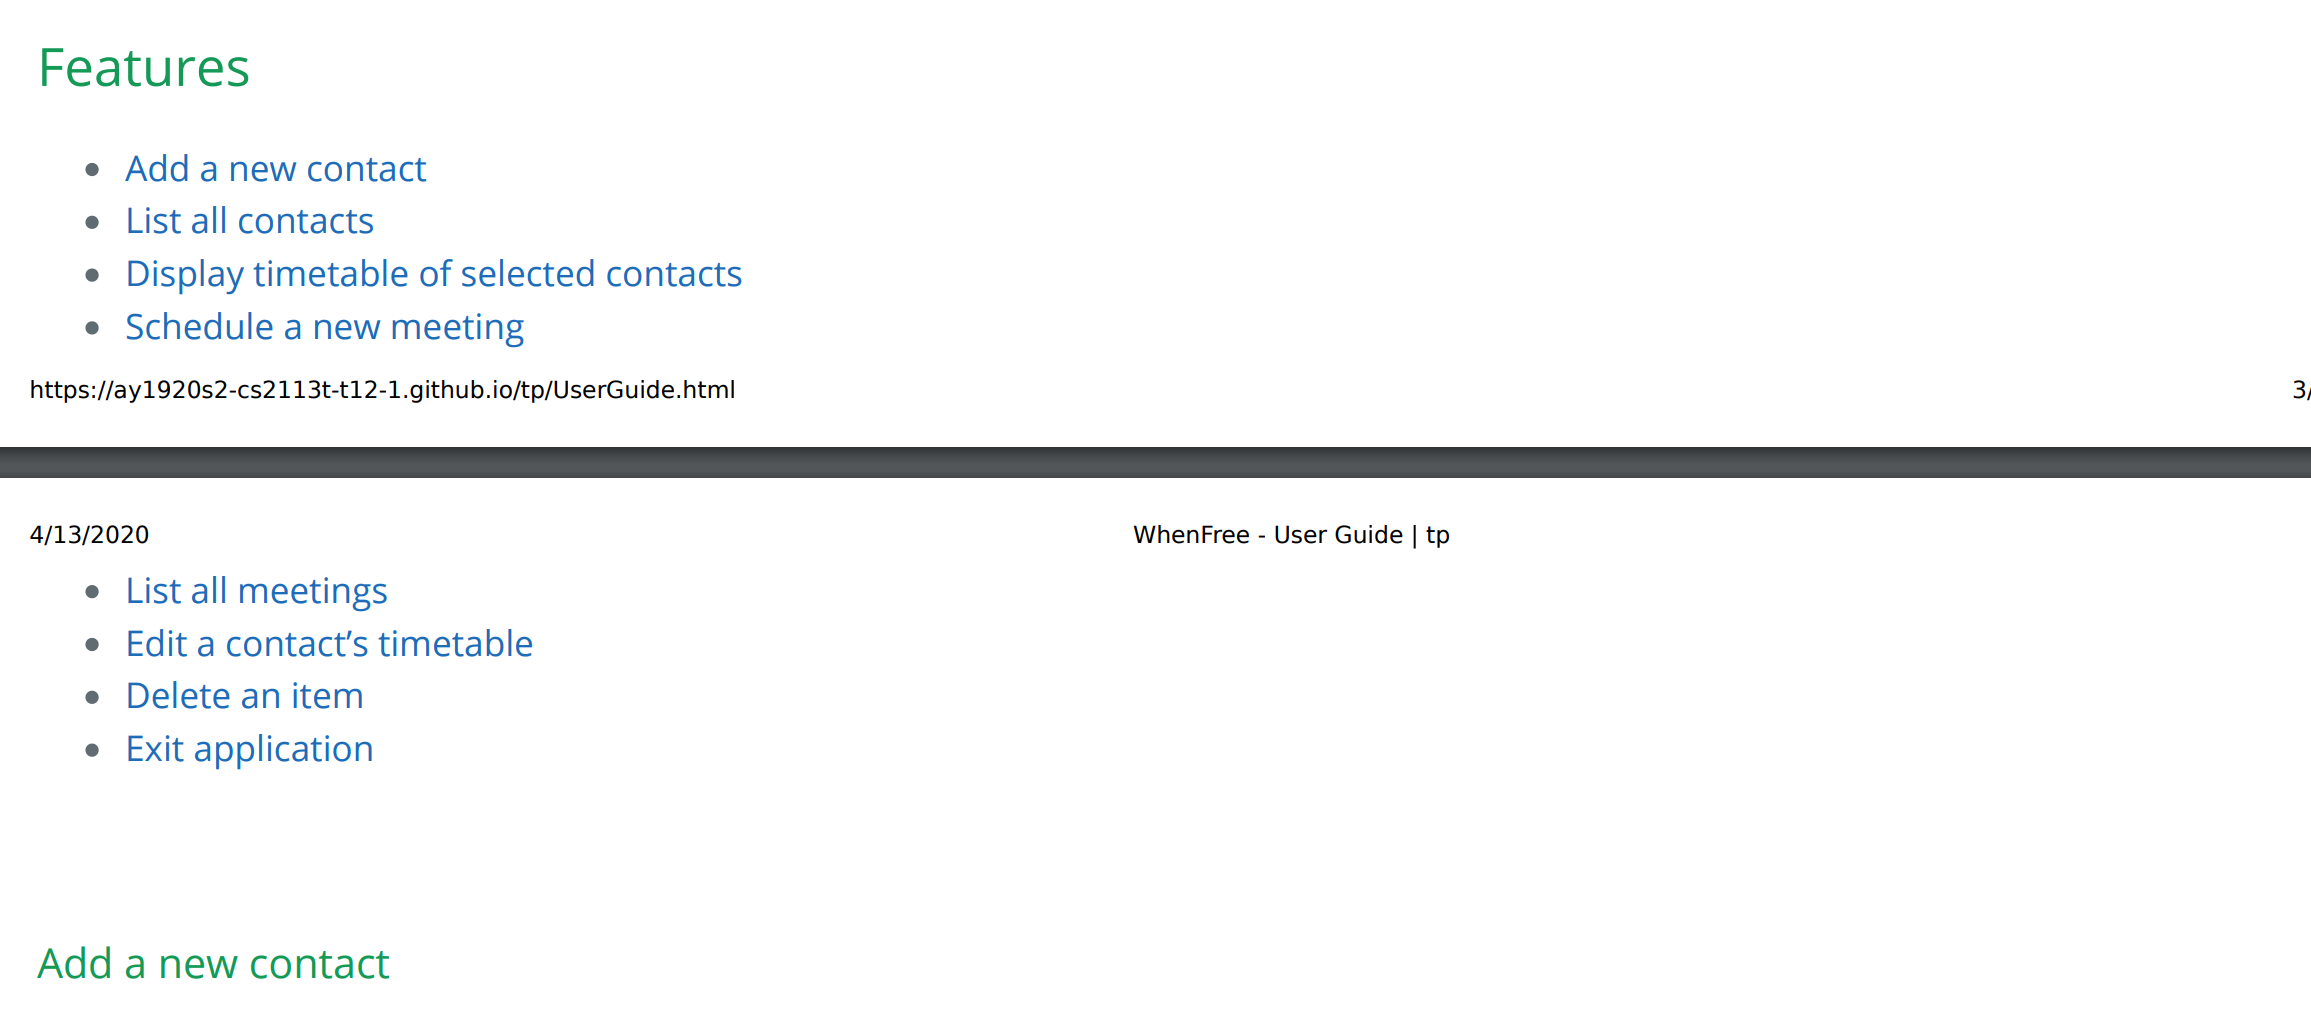 Features
Add a new contact
List all contacts
Display timetable of selected contacts
Schedule a new meeting
https://ay1920s2-cs2113t-t12-1.github.io/tp/UserGuide.html 3/
4/13/2020 WhenFree - User Guide | tp
List all meetings
Edit a contact’s timetable
Delete an item
Exit application
Add a new contact